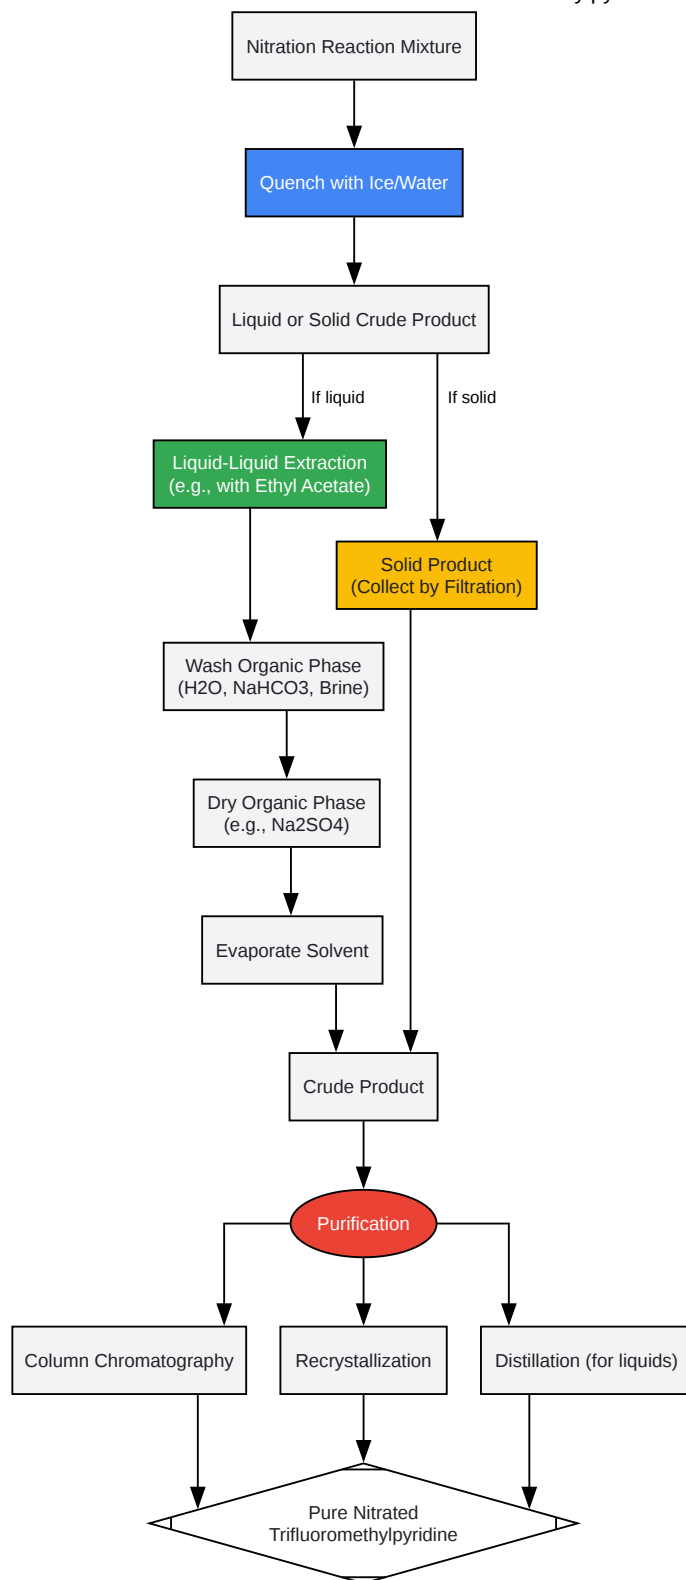 Nitration Reaction Mixture
Quench with Ice/Water
Liquid or Solid Crude Product
If liquid
If solid
Liquid-Liquid Extraction
(e.g., with Ethyl Acetate)
Solid Product
(Collect by Filtration)
Wash Organic Phase
(H2O, NaHCO3, Brine)
Dry Organic Phase
(e.g., Na2SO4)
Evaporate Solvent
Crude Product
Purification
Column Chromatography
Recrystallization
Distillation (for liquids)
Pure Nitrated
Trifluoromethylpyridine